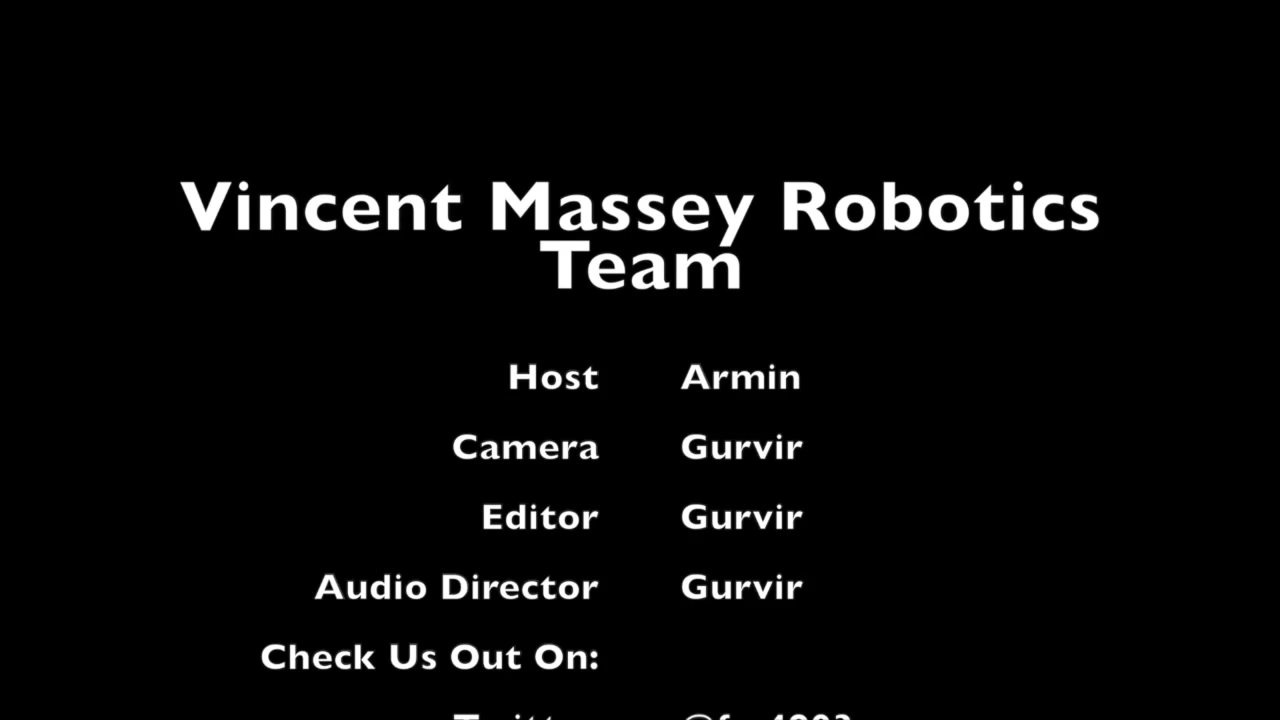 Vincent Massey Robotics
Team
Host Armin
Camera Gurvir
Editor Gurvir
Audio Director Gurvir
Check Us Out On: